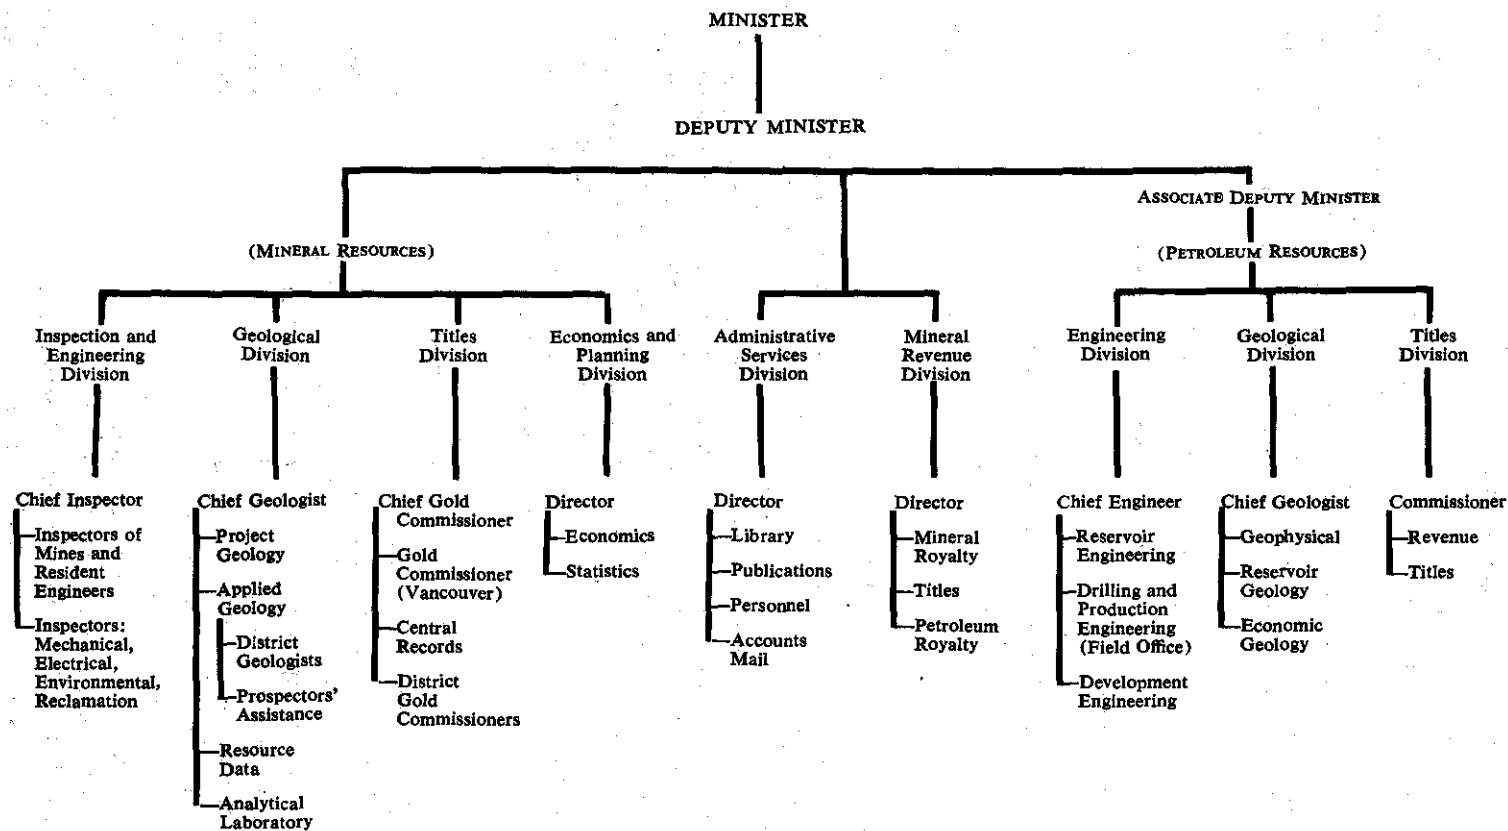 MINISTER
DEPUTY MINISTER
ASSOCIATE DEPUTY MINISTER
(MINERAL RESOURCES)
(PETROLEUM RESOURCES)
Inspection and
Engineering
Division
Geological
Division
Titles
Division
Economics and
Planning
Division
Administrative
Services
Division
Mineral
Revenue
Division
Engineering
Division
Geological
Division
Titles
Division
Chief Inspector
Inspectors of
Mines and
Resident
Engineers
Inspectors:
Mechanical,
Electrical,
Environmental,
Reclamation
Chief Geologist
Project
Geology
Applied
Geology
District
Geologists
Prospectors'
Assistance
Resource
Data
Analytical
Laboratory
Chief Gold
Commissioner
Gold
Commissioner
(Vancouver)
Central
Records
District
Gold
Commissioners
Director
Economics
Statistics
Director
Library
Publications
Personnel
Accounts
Mail
Director
Mineral
Royalty
Titles
Petroleum
Royalty
Chief Engineer
Reservoir
Engineering
Drilling and
Production
Engineering
(Field Office)
Development
Engineering
Chief Geologist
Geophysical
Reservoir
Geology
Economic
Geology
Commissioner
Revenue
Titles